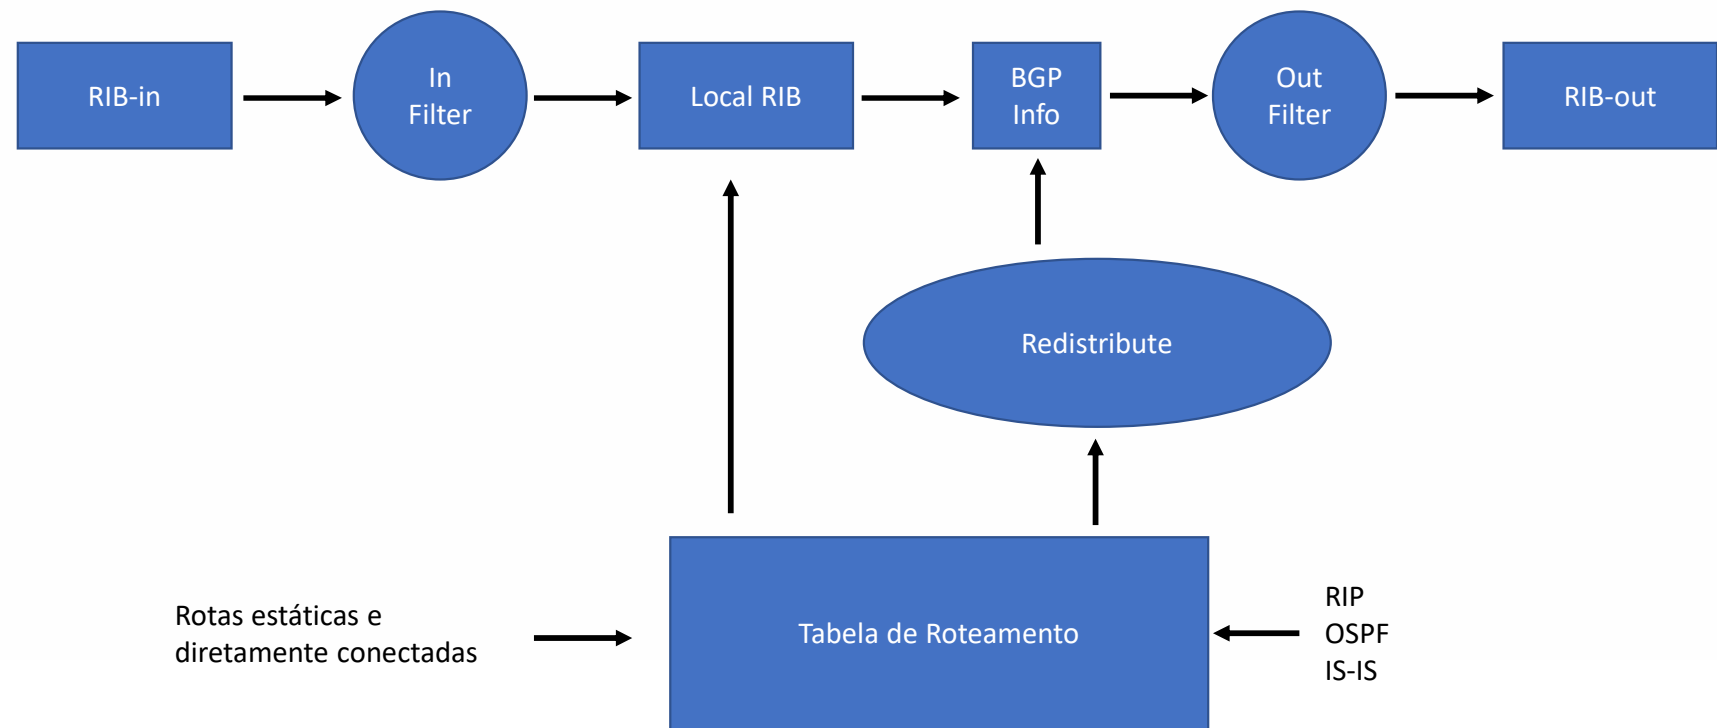 RIB-in
In
Filter
Local RIB
BGP
Info
Out
Filter
RIB-out
Redistribute
Rotas estáticas e
diretamente conectadas
Tabela de Roteamento
RIP
OSPF
IS-IS